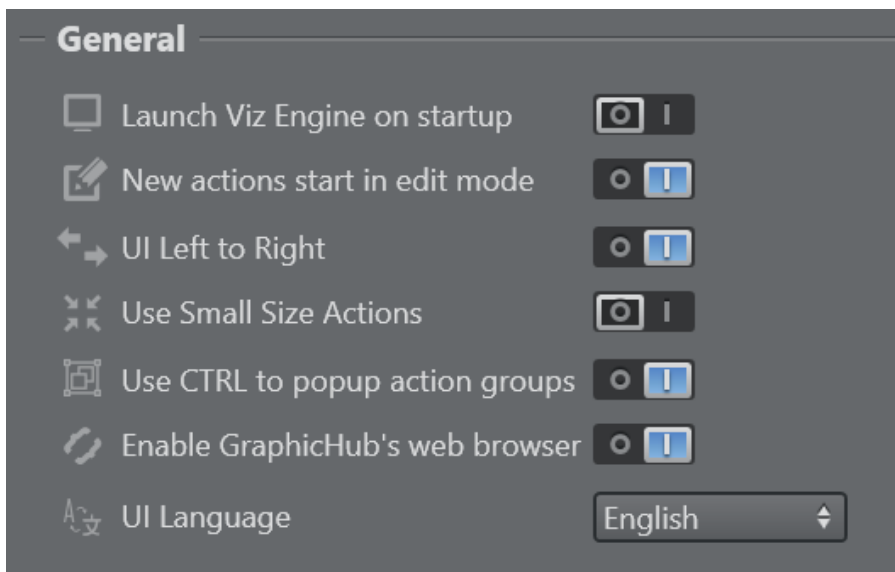 General
Launch Viz Engine on startup
New actions start in edit mode
UI Left to Right
Use Small Size Actions
Use CTRL to popup action groups
Enable GraphicHub's web browser
UI Language English